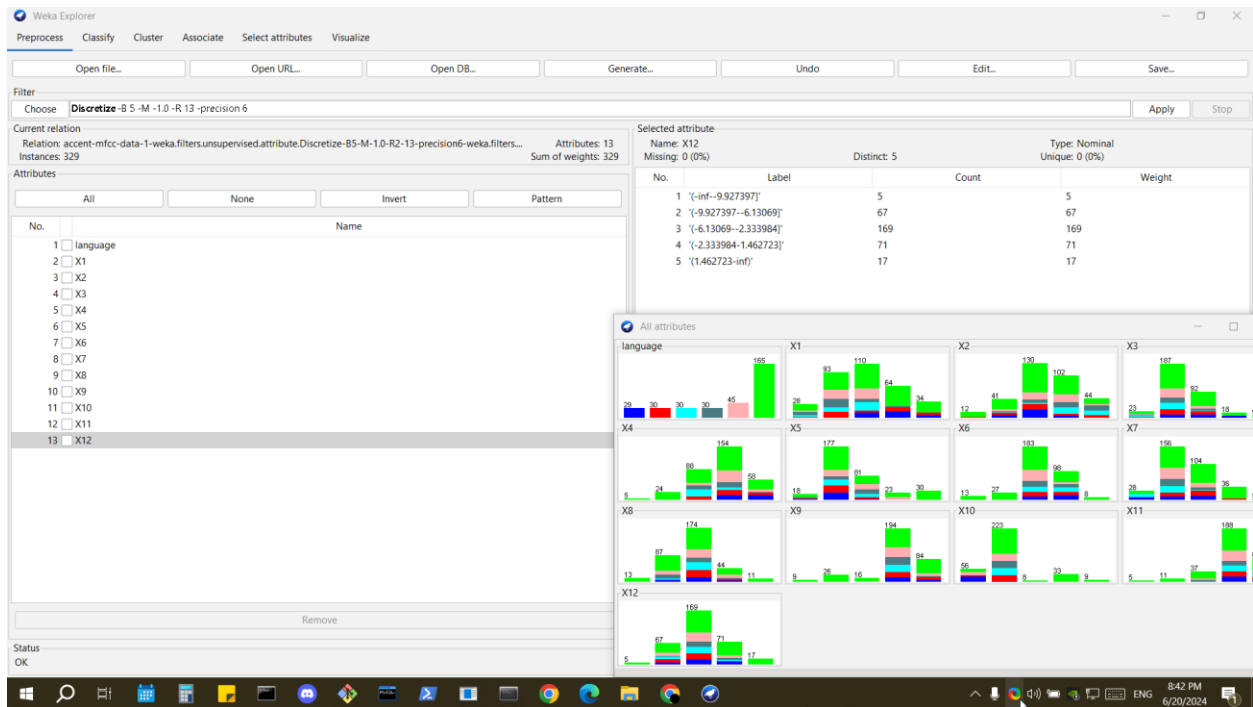 Weka Explorer
Preprocess Classify Cluster Associate Select attributes Visualize
Open file... Open URL... Open DB... Generate... Undo Edit... Save...
Filter
Choose Discretize -B 5 -M -1.0 -R 13 -precision 6 Apply Stop
Current relation
Relation: accent-mfcc-data-1-weka.filters.unsupervised.attribute.Discretize-B5-M-1.0-R2-13-precision6-weka.filters... Attributes: 13
Instances: 329 Sum of weights: 329
Attributes
All None Invert Pattern
No. Name
1 language
2 X1
3 X2
4 X3
5 X4
6 X5
7 X6
8 X7
9 X8
10 X9
11 X10
12 X11
13 X12
Remove
Status
OK
Selected attribute
Name: X12 Type: Nominal
Missing: 0 (0%) Distinct: 5 Unique: 0 (0%)
No. Label Count Weight
1 '(-inf--9.927397]' 5 5
2 '(-9.927397--6.13069]' 67 67
3 '(-6.13069--2.333984]' 169 169
4 '(-2.333984-1.462723]' 71 71
5 '(1.462723-inf)' 17 17
All attributes
language X1 X2 X3
29 30 30 30 45 165
28 93 110 64 34
12 41 130 102 44
23 187 92 18
X4 X5 X6 X7
5 24 88 154 58
18 177 81 23 30
13 27 183 98 8
28 156 104 36
X8 X9 X10 X11
13 87 174 44 11
9 26 16 194 84
56 223 8 33 9
5 11 37 188
X12
5 67 169 71 17
ENG
8:42 PM
6/20/2024